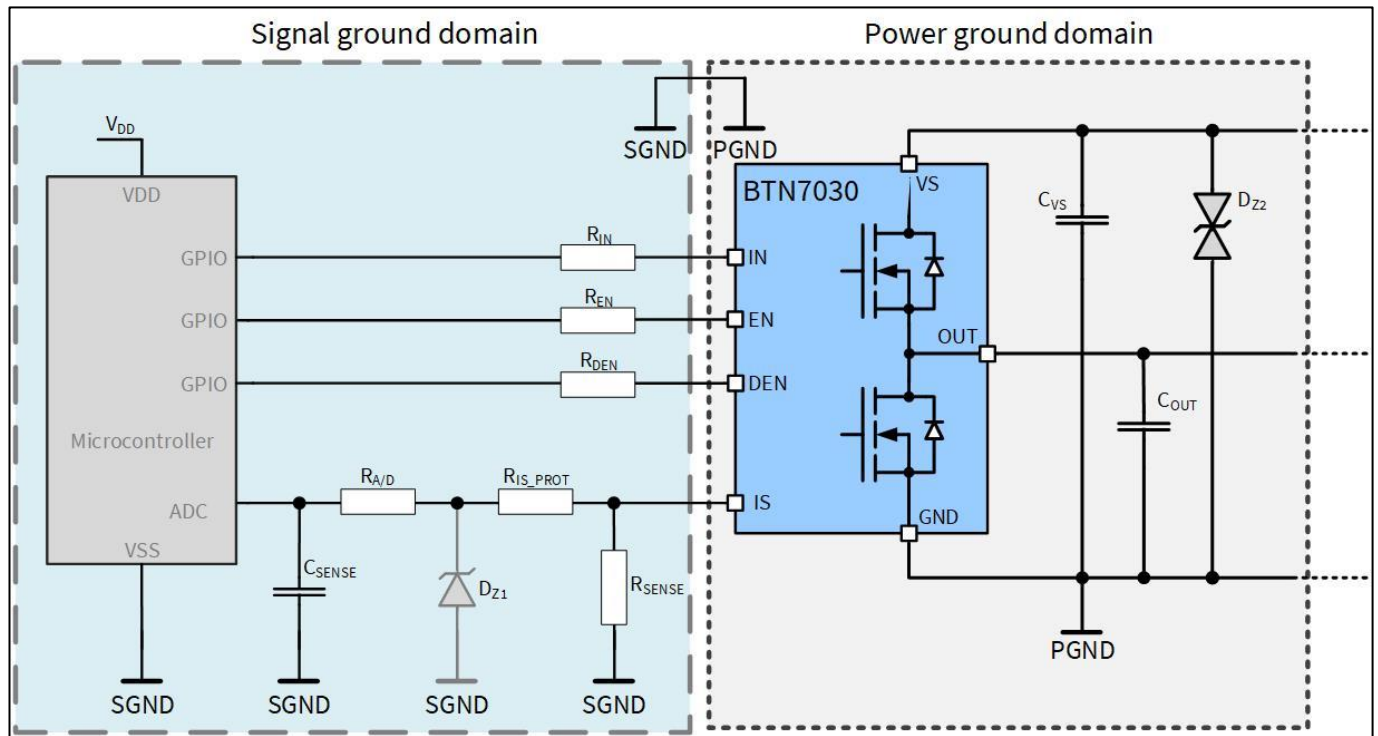 Signal ground domain
Power ground domain
VDD
SGND
PGND
VDD
BTN7030
VS
CVS
DZ2
GPIO
RIN
IN
GPIO
REN
EN
OUT
GPIO
RDEN
DEN
COUT
Microcontroller
RA/D
RIS_PROT
ADC
IS
GND
VSS
CSENSE
DZ1
RSENSE
PGND
SGND
SGND
SGND
SGND